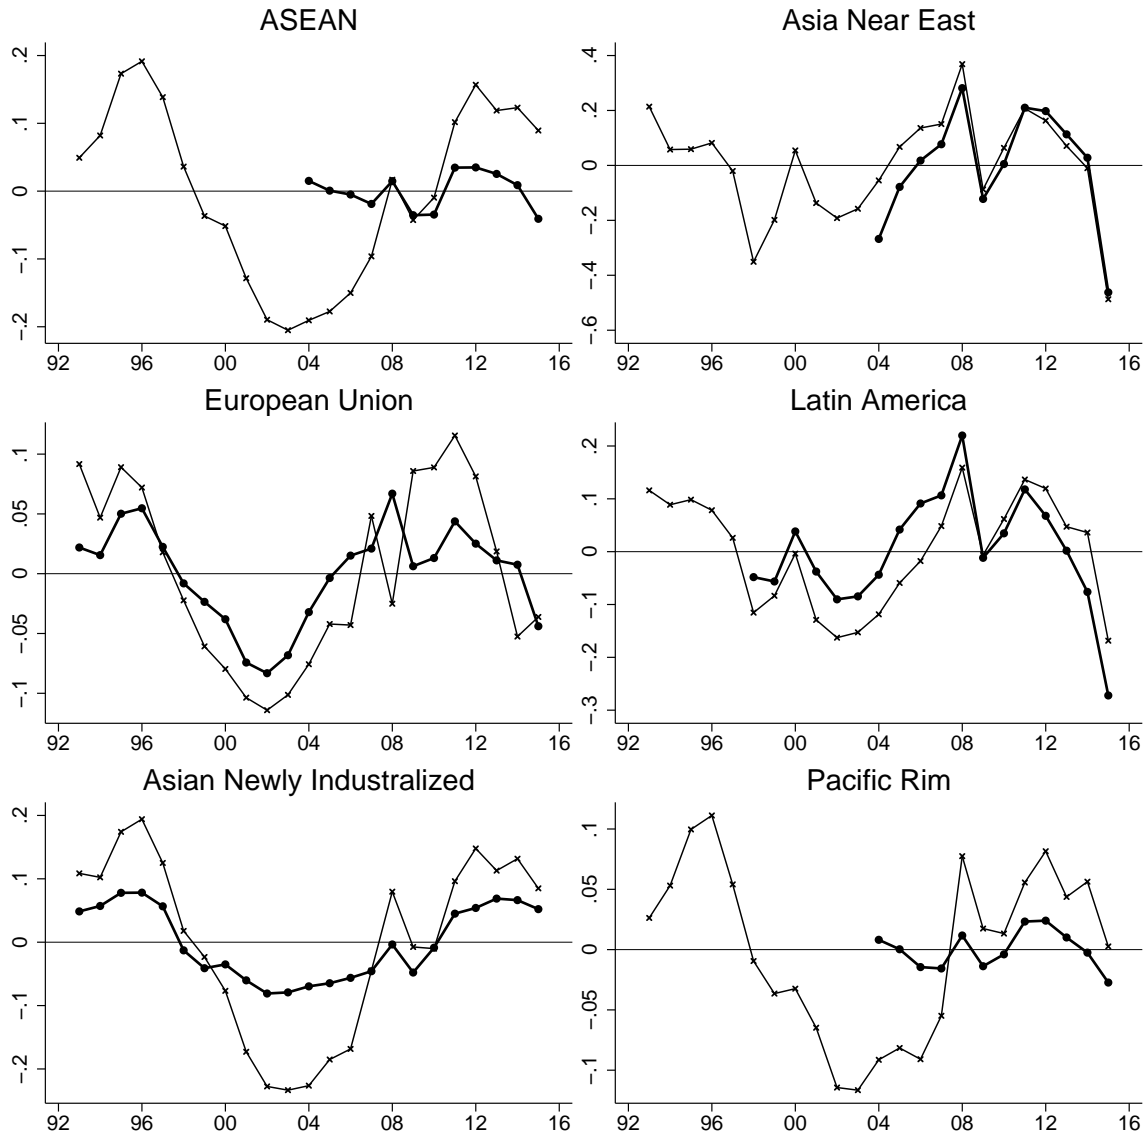 ASEAN
.2
.1
0
−.1
−.2
92 96 00 04 08 12 16
Asia Near East
.4
.2
0
−.2
−.4
−.6
92 96 00 04 08 12 16
European Union
.1
.05
0
−.05
−.1
92 96 00 04 08 12 16
Latin America
.2
.1
0
−.1
−.2
−.3
92 96 00 04 08 12 16
Asian Newly Industralized
.2
.1
0
−.1
−.2
92 96 00 04 08 12 16
Pacific Rim
.1
.05
0
−.05
−.1
92 96 00 04 08 12 16